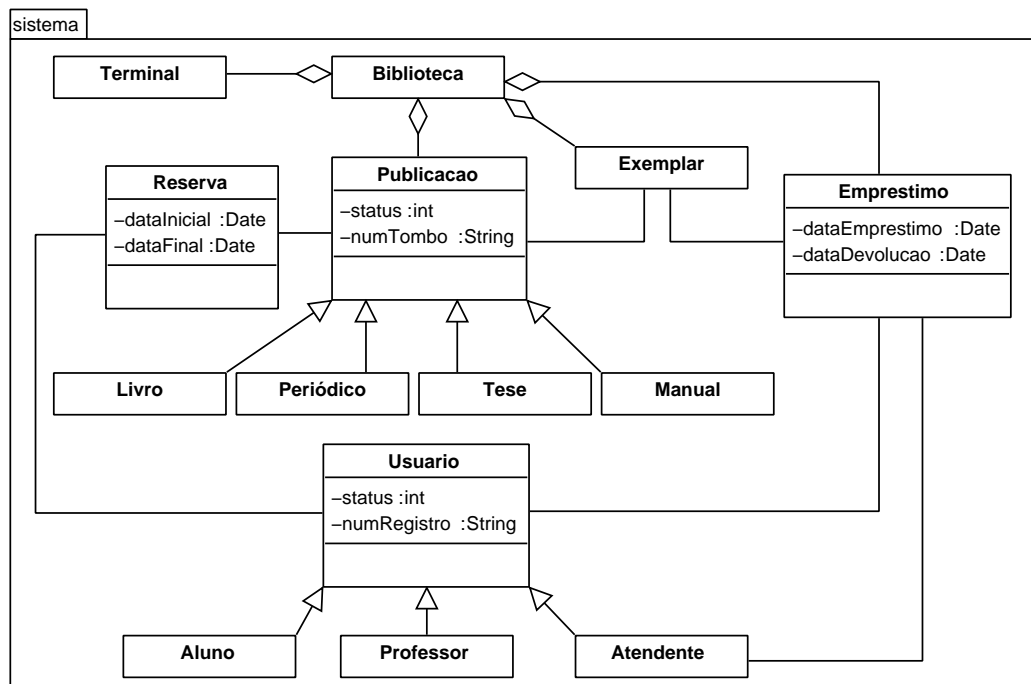 sistema
Terminal
Biblioteca
Exemplar
Reserva
–dataInicial :Date
–dataFinal :Date
Publicacao
–status :int
–numTombo :String
Emprestimo
–dataEmprestimo :Date
–dataDevolucao :Date
Livro
Periódico
Tese
Manual
Usuario
–status :int
–numRegistro :String
Aluno
Professor
Atendente